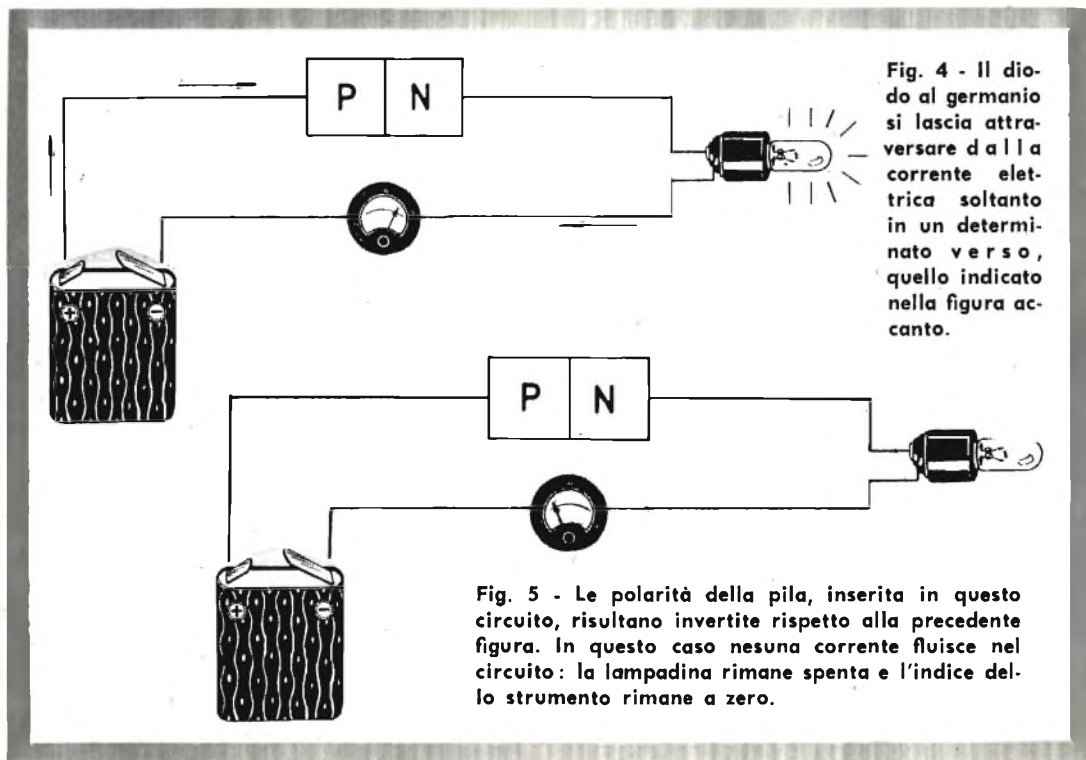 P N
Fig. 4 - Il dio-
do al germanio
si lascia attra-
versare dalla
corrente elet-
trica soltanto
in un determi-
nato verso,
quello indicato
nella figura ac-
canto.
+ −
P N
+ −
Fig. 5 - Le polarità della pila, inserita in questo
circuito, risultano invertite rispetto alla precedente
figura. In questo caso nessuna corrente fluisce nel
circuito: la lampadina rimane spenta e l'indice del-
lo strumento rimane a zero.